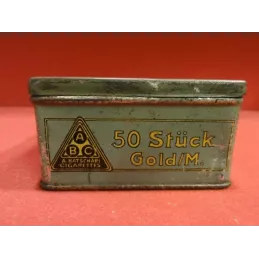 A
B C
A. BATSCHARI
CIGARETTES
50 Stück
Gold/M.